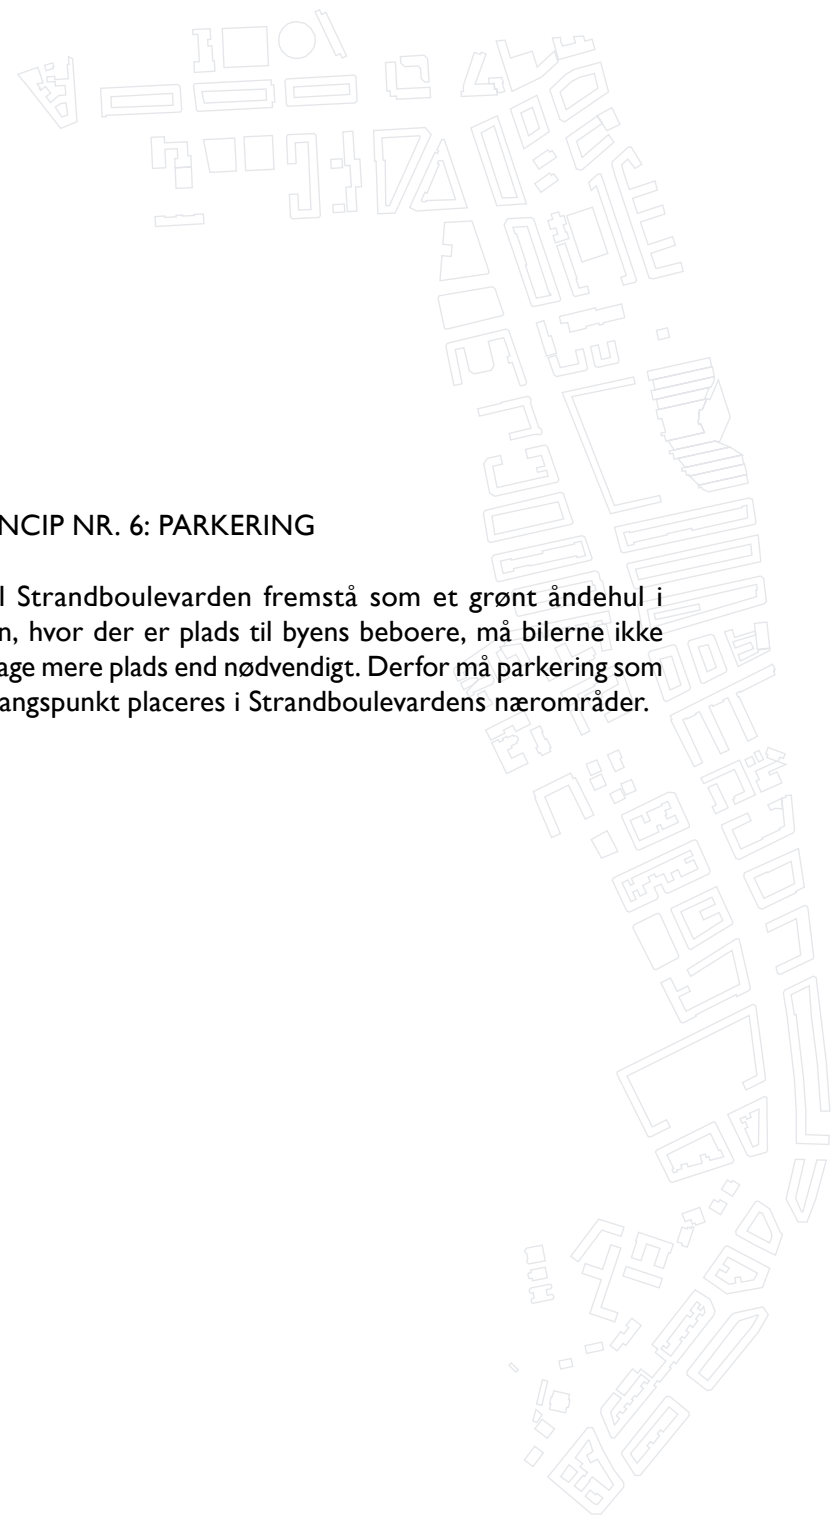 NCIP NR. 6: PARKERING
l Strandboulevarden fremstå som et grønt åndehul i
n, hvor der er plads til byens beboere, må bilerne ikke
age mere plads end nødvendigt. Derfor må parkering som
angspunkt placeres i Strandboulevardens nærområder.